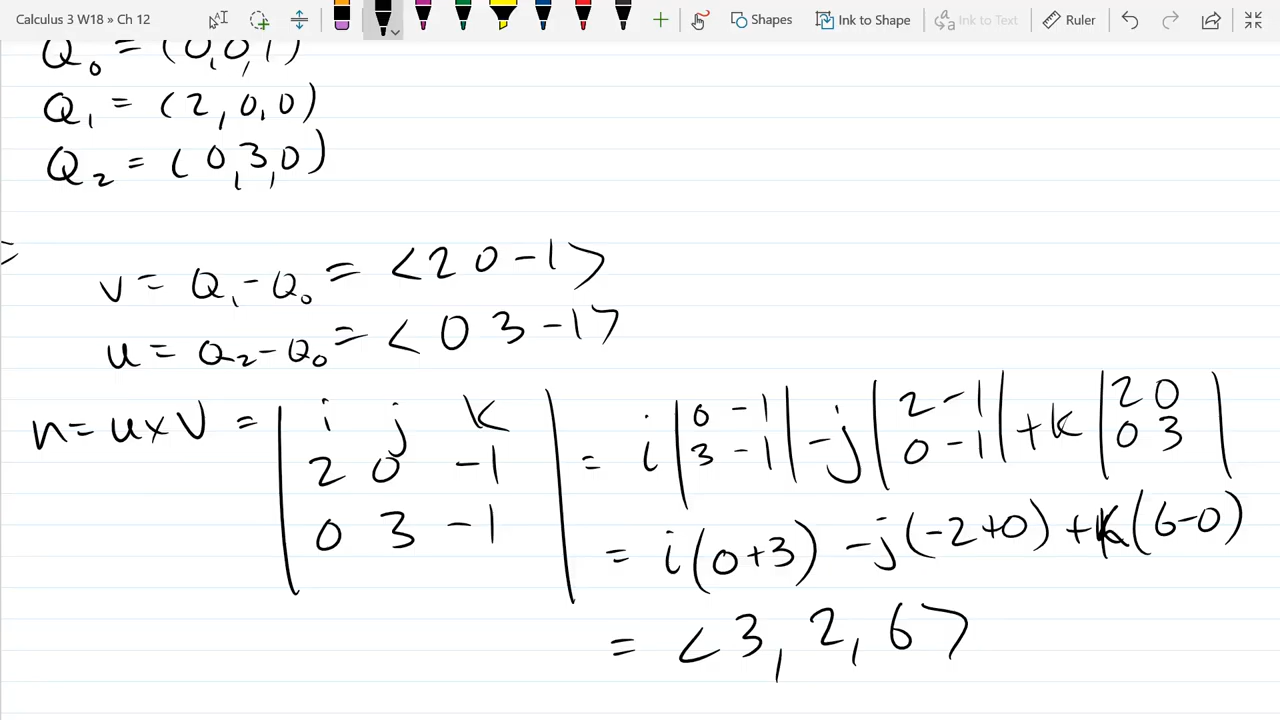 Calculus 3 W18 » Ch 12
Shapes
Ink to Shape
Ink to Text
Ruler
Q₀ = (0,0,1)
Q₁ = (2,0,0)
Q₂ = (0,3,0)
=
v = Q₁-Q₀ = <2 0 -1>
u = Q₂-Q₀ = <0 3 -1>
n = u×v = | i j k | = i |0 -1| -j |2 -1| +k |2 0|
2 0 -1 3 -1 0 -1 0 3
0 3 -1
= i(0+3) -j(-2+0) +k(6-0)
= <3, 2, 6>